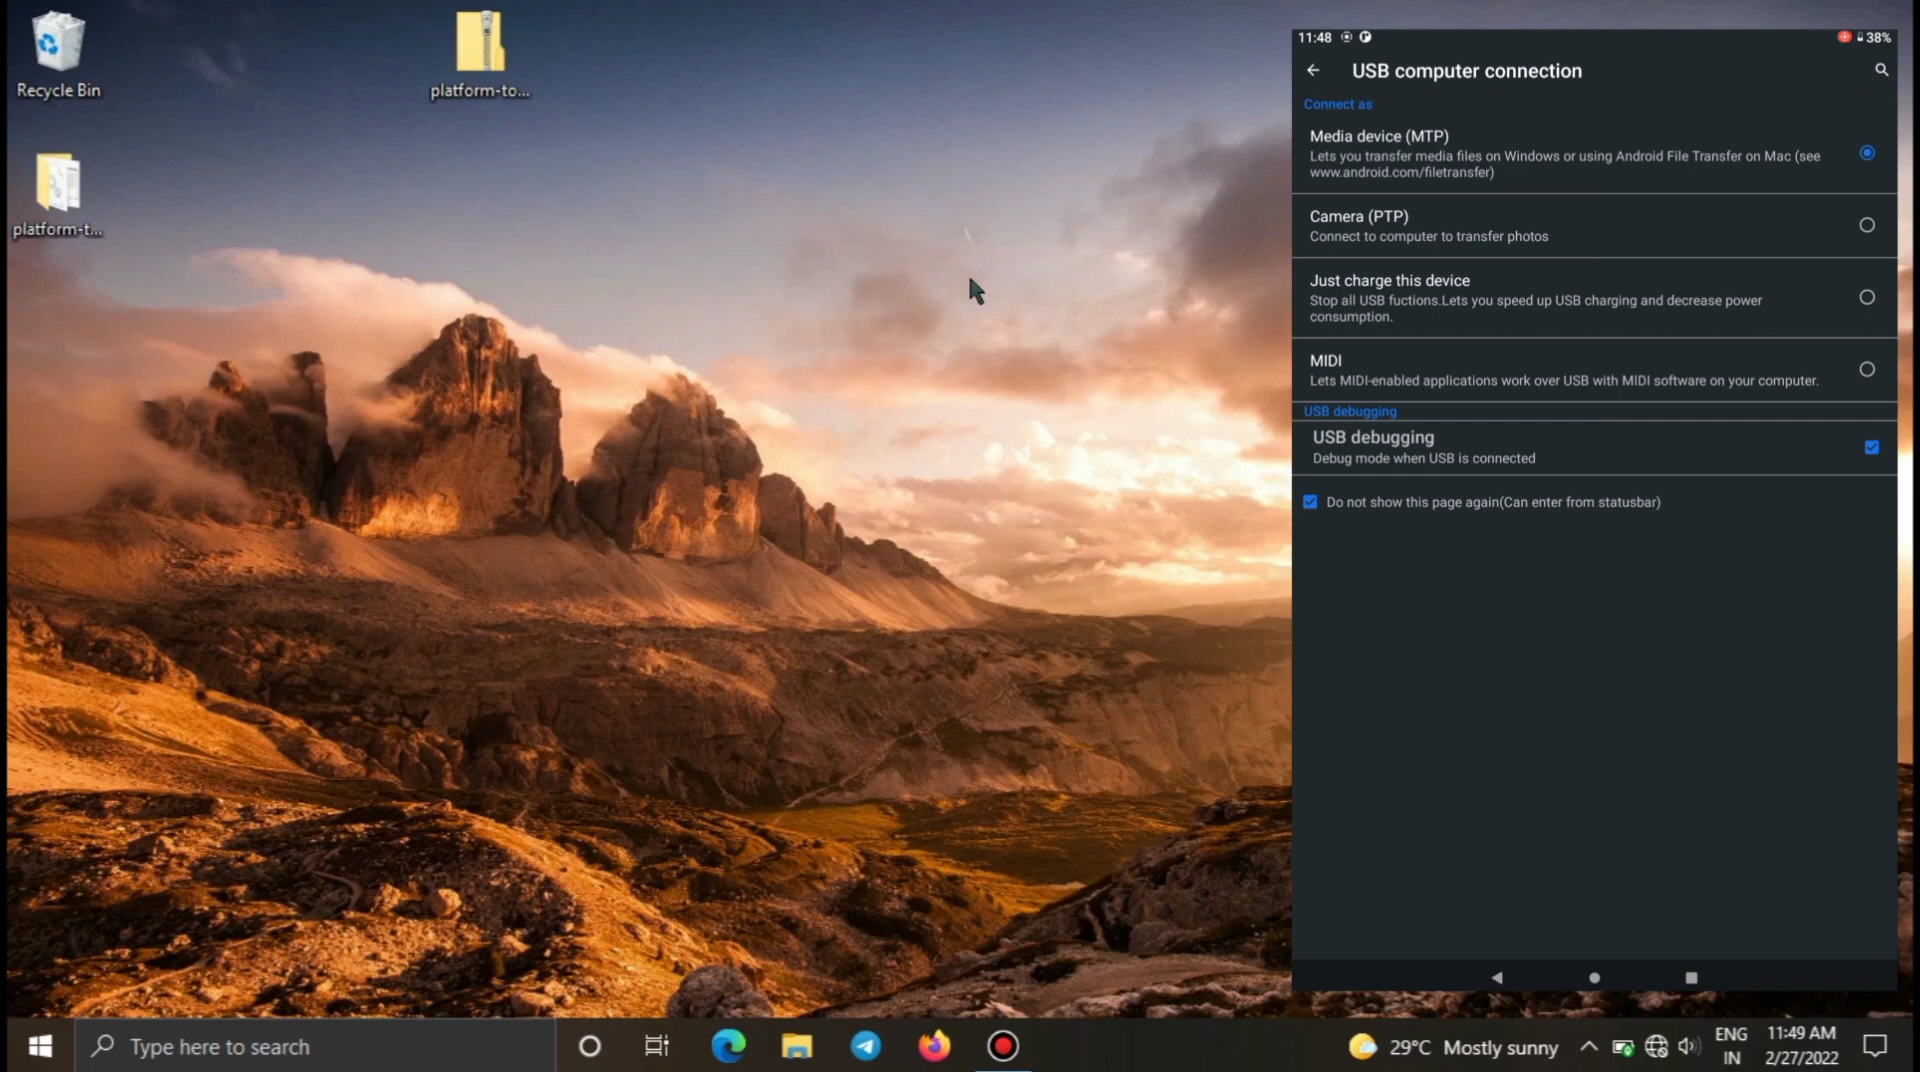 Recycle Bin
platform-to...
platform-t...
11:48
38%
USB computer connection
Connect as
Media device (MTP)
Lets you transfer media files on Windows or using Android File Transfer on Mac (see
www.android.com/filetransfer)
Camera (PTP)
Connect to computer to transfer photos
Just charge this device
Stop all USB fuctions.Lets you speed up USB charging and decrease power
consumption.
MIDI
Lets MIDI-enabled applications work over USB with MIDI software on your computer.
USB debugging
USB debugging
Debug mode when USB is connected
Do not show this page again(Can enter from statusbar)
Type here to search
29°C Mostly sunny
ENG
IN
11:49 AM
2/27/2022